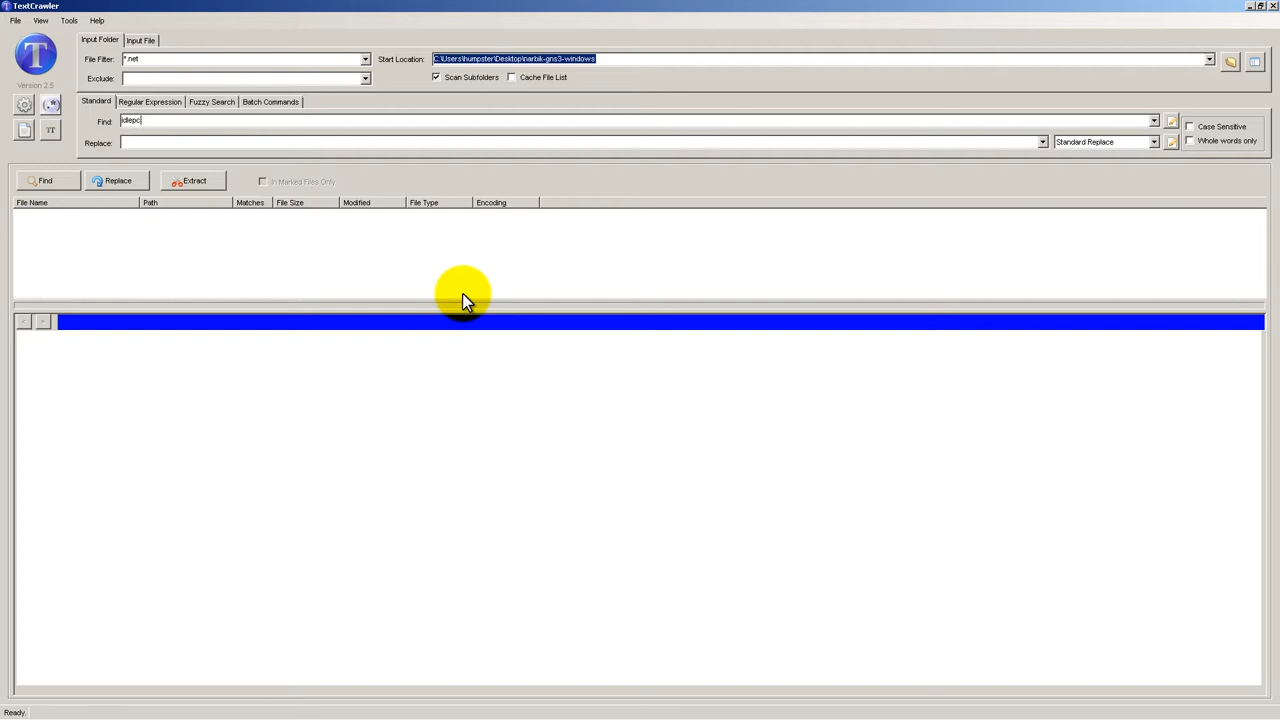 TextCrawler
File View Tools Help
Input Folder Input File
File Filter: *.net Start Location: C:\Users\humpster\Desktop\narbik-gns3-windows
Exclude: Scan Subfolders Cache File List
Version 2.5
Standard Regular Expression Fuzzy Search Batch Commands
Find: idlepc
Case Sensitive
Replace: Standard Replace Whole words only
Find Replace Extract In Marked Files Only
File Name Path Matches File Size Modified File Type Encoding
Ready.